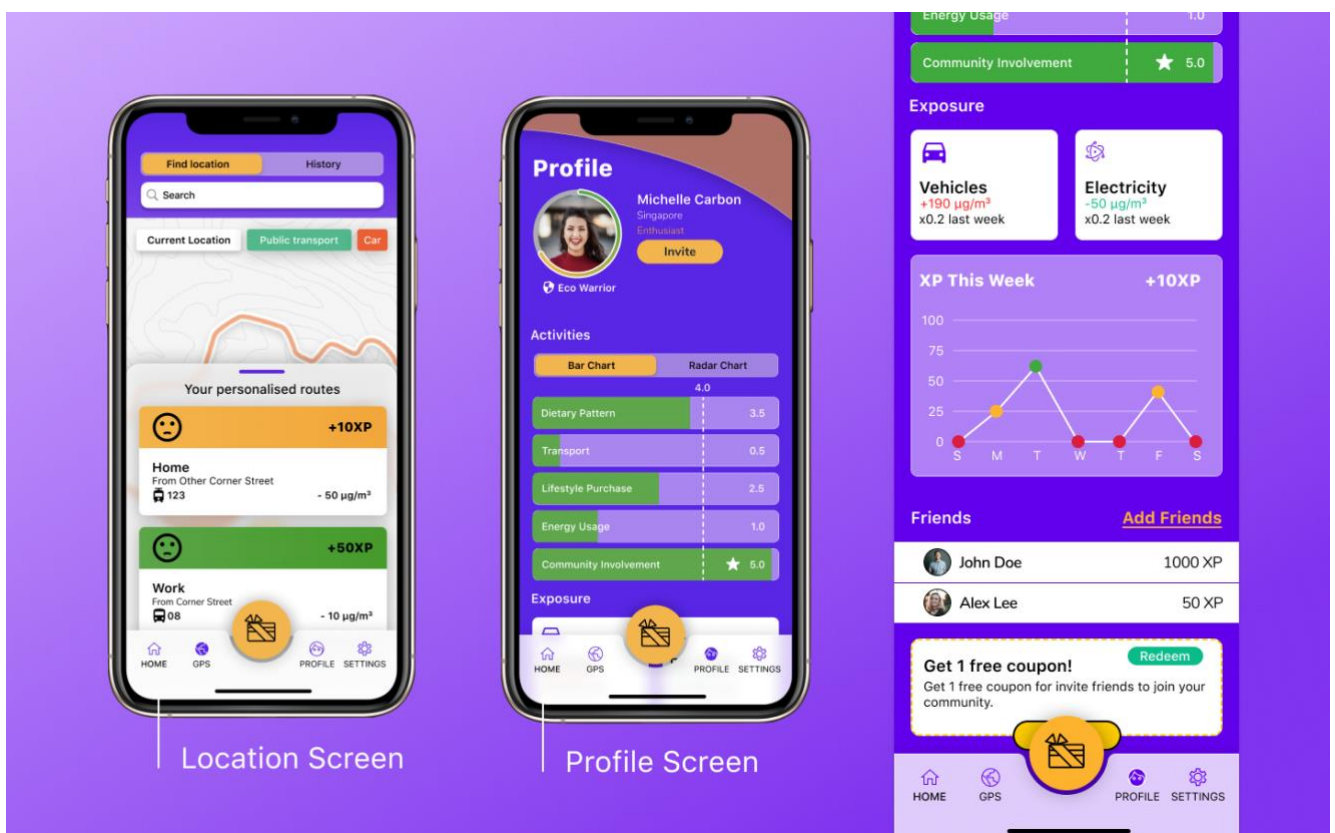 Find location
History
Search
Current Location
Public transport
Car
Your personalised routes
+10XP
Home
From Other Corner Street
123
- 50 µg/m³
+50XP
Work
From Corner Street
08
- 10 µg/m³
HOME
GPS
PROFILE
SETTINGS
Location Screen
Profile
Michelle Carbon
Singapore
Enthusiast
Invite
Eco Warrior
Activities
Bar Chart
Radar Chart
4.0
Dietary Pattern
3.5
Transport
0.5
Lifestyle Purchase
2.5
Energy Usage
1.0
Community Involvement
5.0
Exposure
HOME
GPS
PROFILE
SETTINGS
Profile Screen
Energy Usage
1.0
Community Involvement
5.0
Exposure
Vehicles
+190 µg/m³
x0.2 last week
Electricity
-50 µg/m³
x0.2 last week
XP This Week
+10XP
100
75
50
25
0
S M T W T F S
Friends
Add Friends
John Doe
1000 XP
Alex Lee
50 XP
Get 1 free coupon!
Redeem
Get 1 free coupon for invite friends to join your
community.
HOME
GPS
PROFILE
SETTINGS